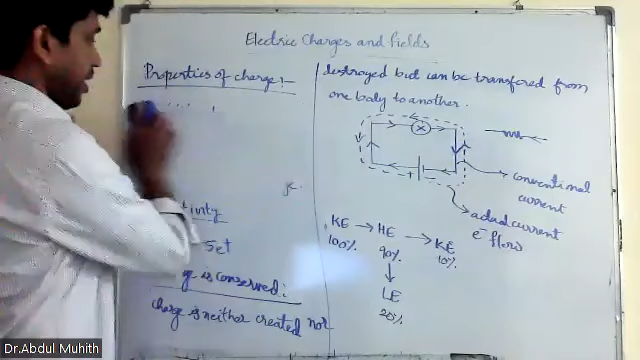 Electric Charges and fields
Properties of charge:-
set
is conserved:
charge is neither created nor
destroyed but can be transfered from
one body to another.
conventional
current
actual current
e⁻ flow
KE → HE → KE
100% 90% 10%
LE
20%
Dr.Abdul Muhith